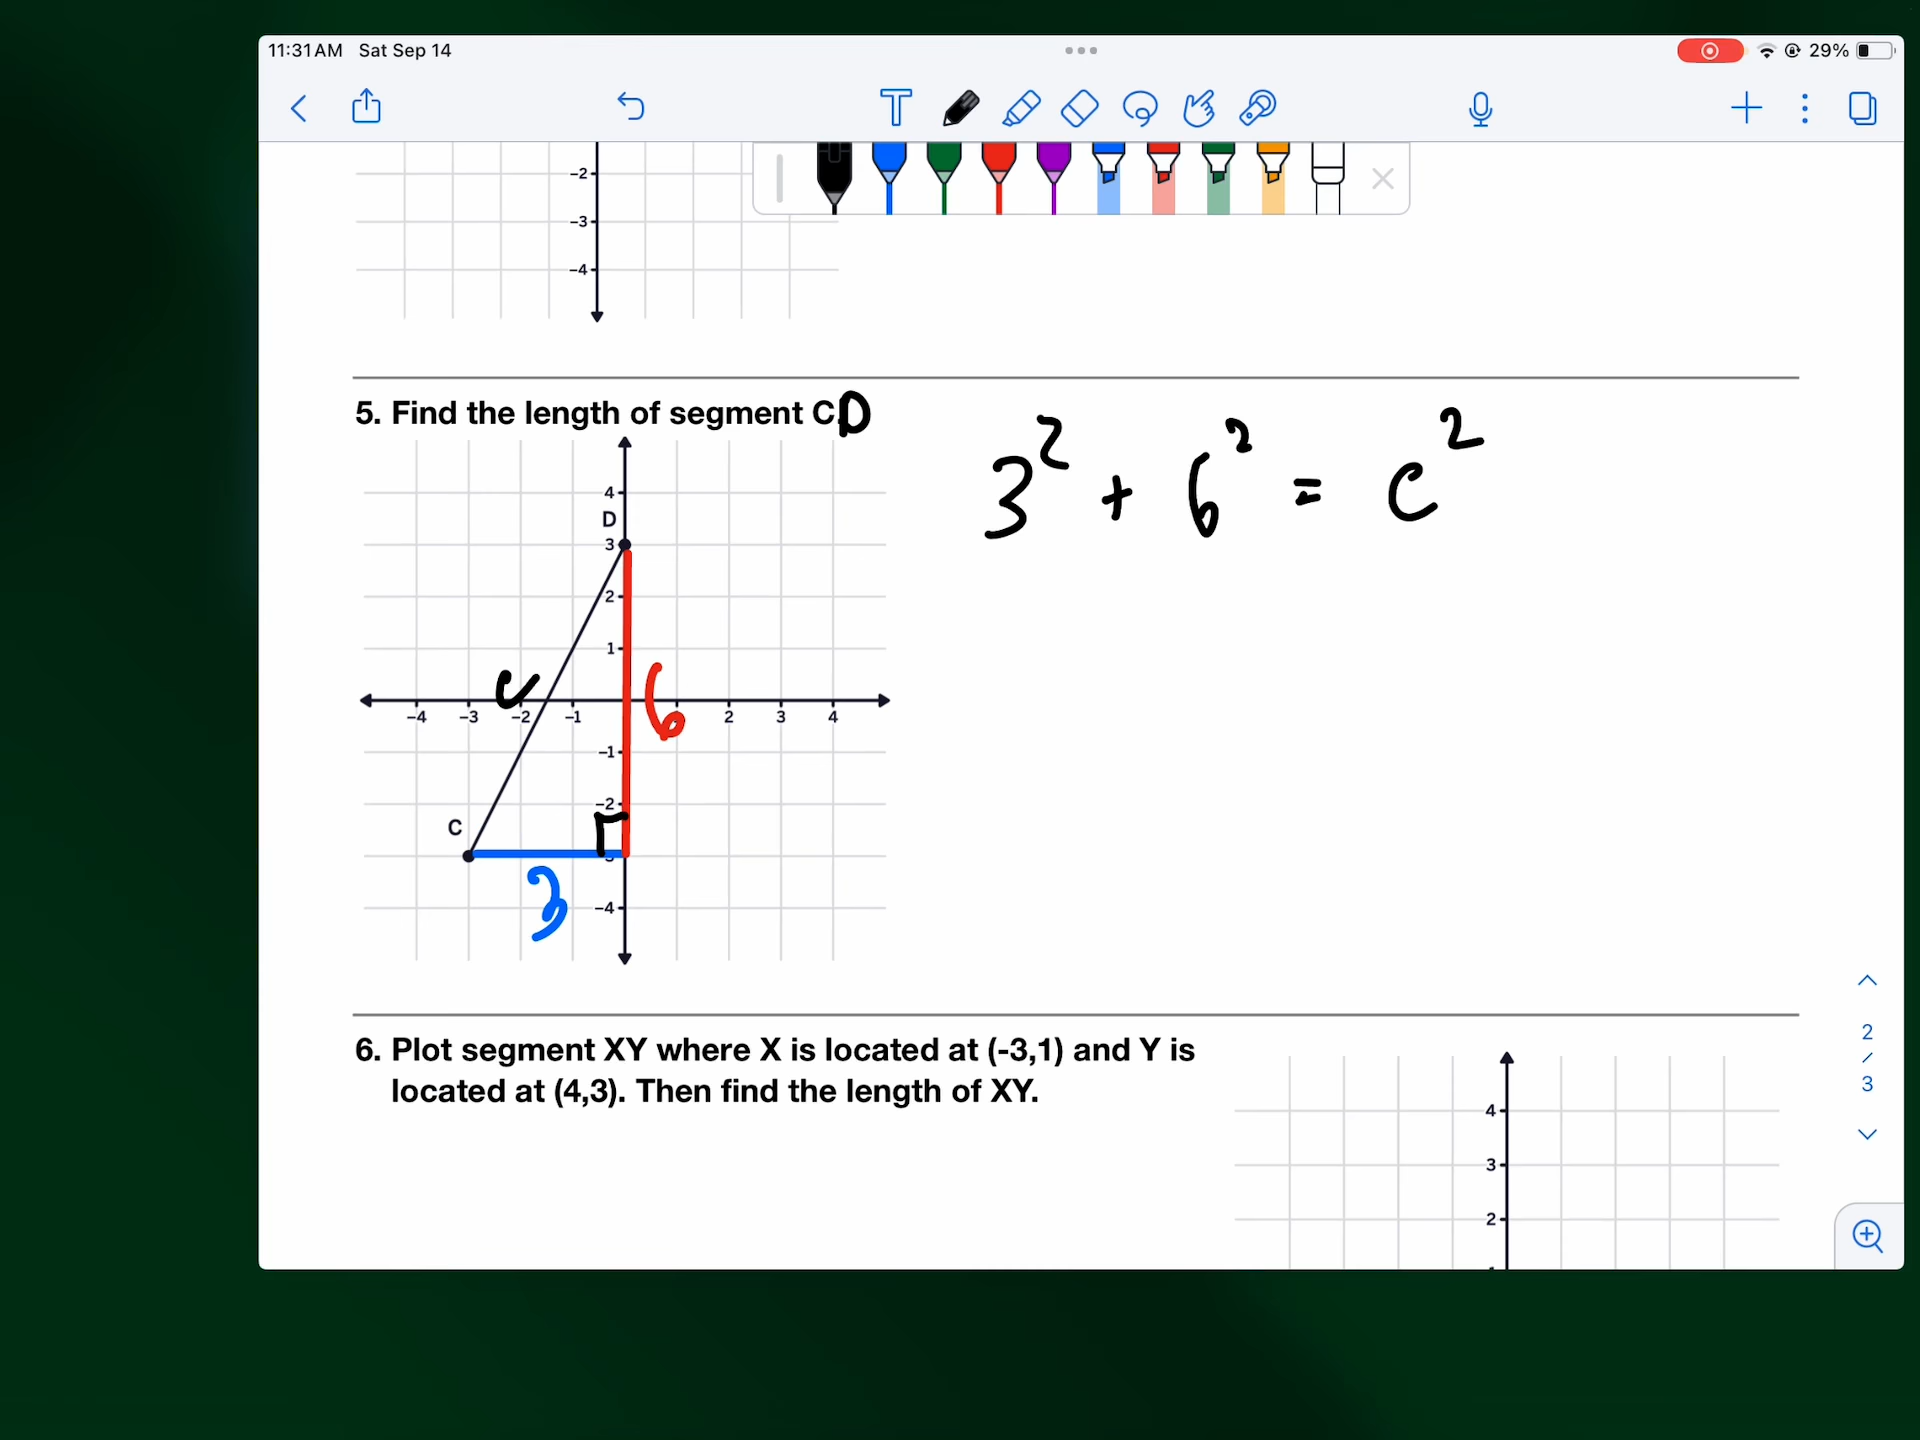 11:31 AM Sat Sep 14
29%
T
-2
-3
-4
5. Find the length of segment CD
3² + 6² = c²
4
D
3
2
1
c
6
-4 -3 -2 -1 2 3 4
-1
-2
C
3
-4
6. Plot segment XY where X is located at (-3,1) and Y is
located at (4,3). Then find the length of XY.
4
3
2
2
/
3